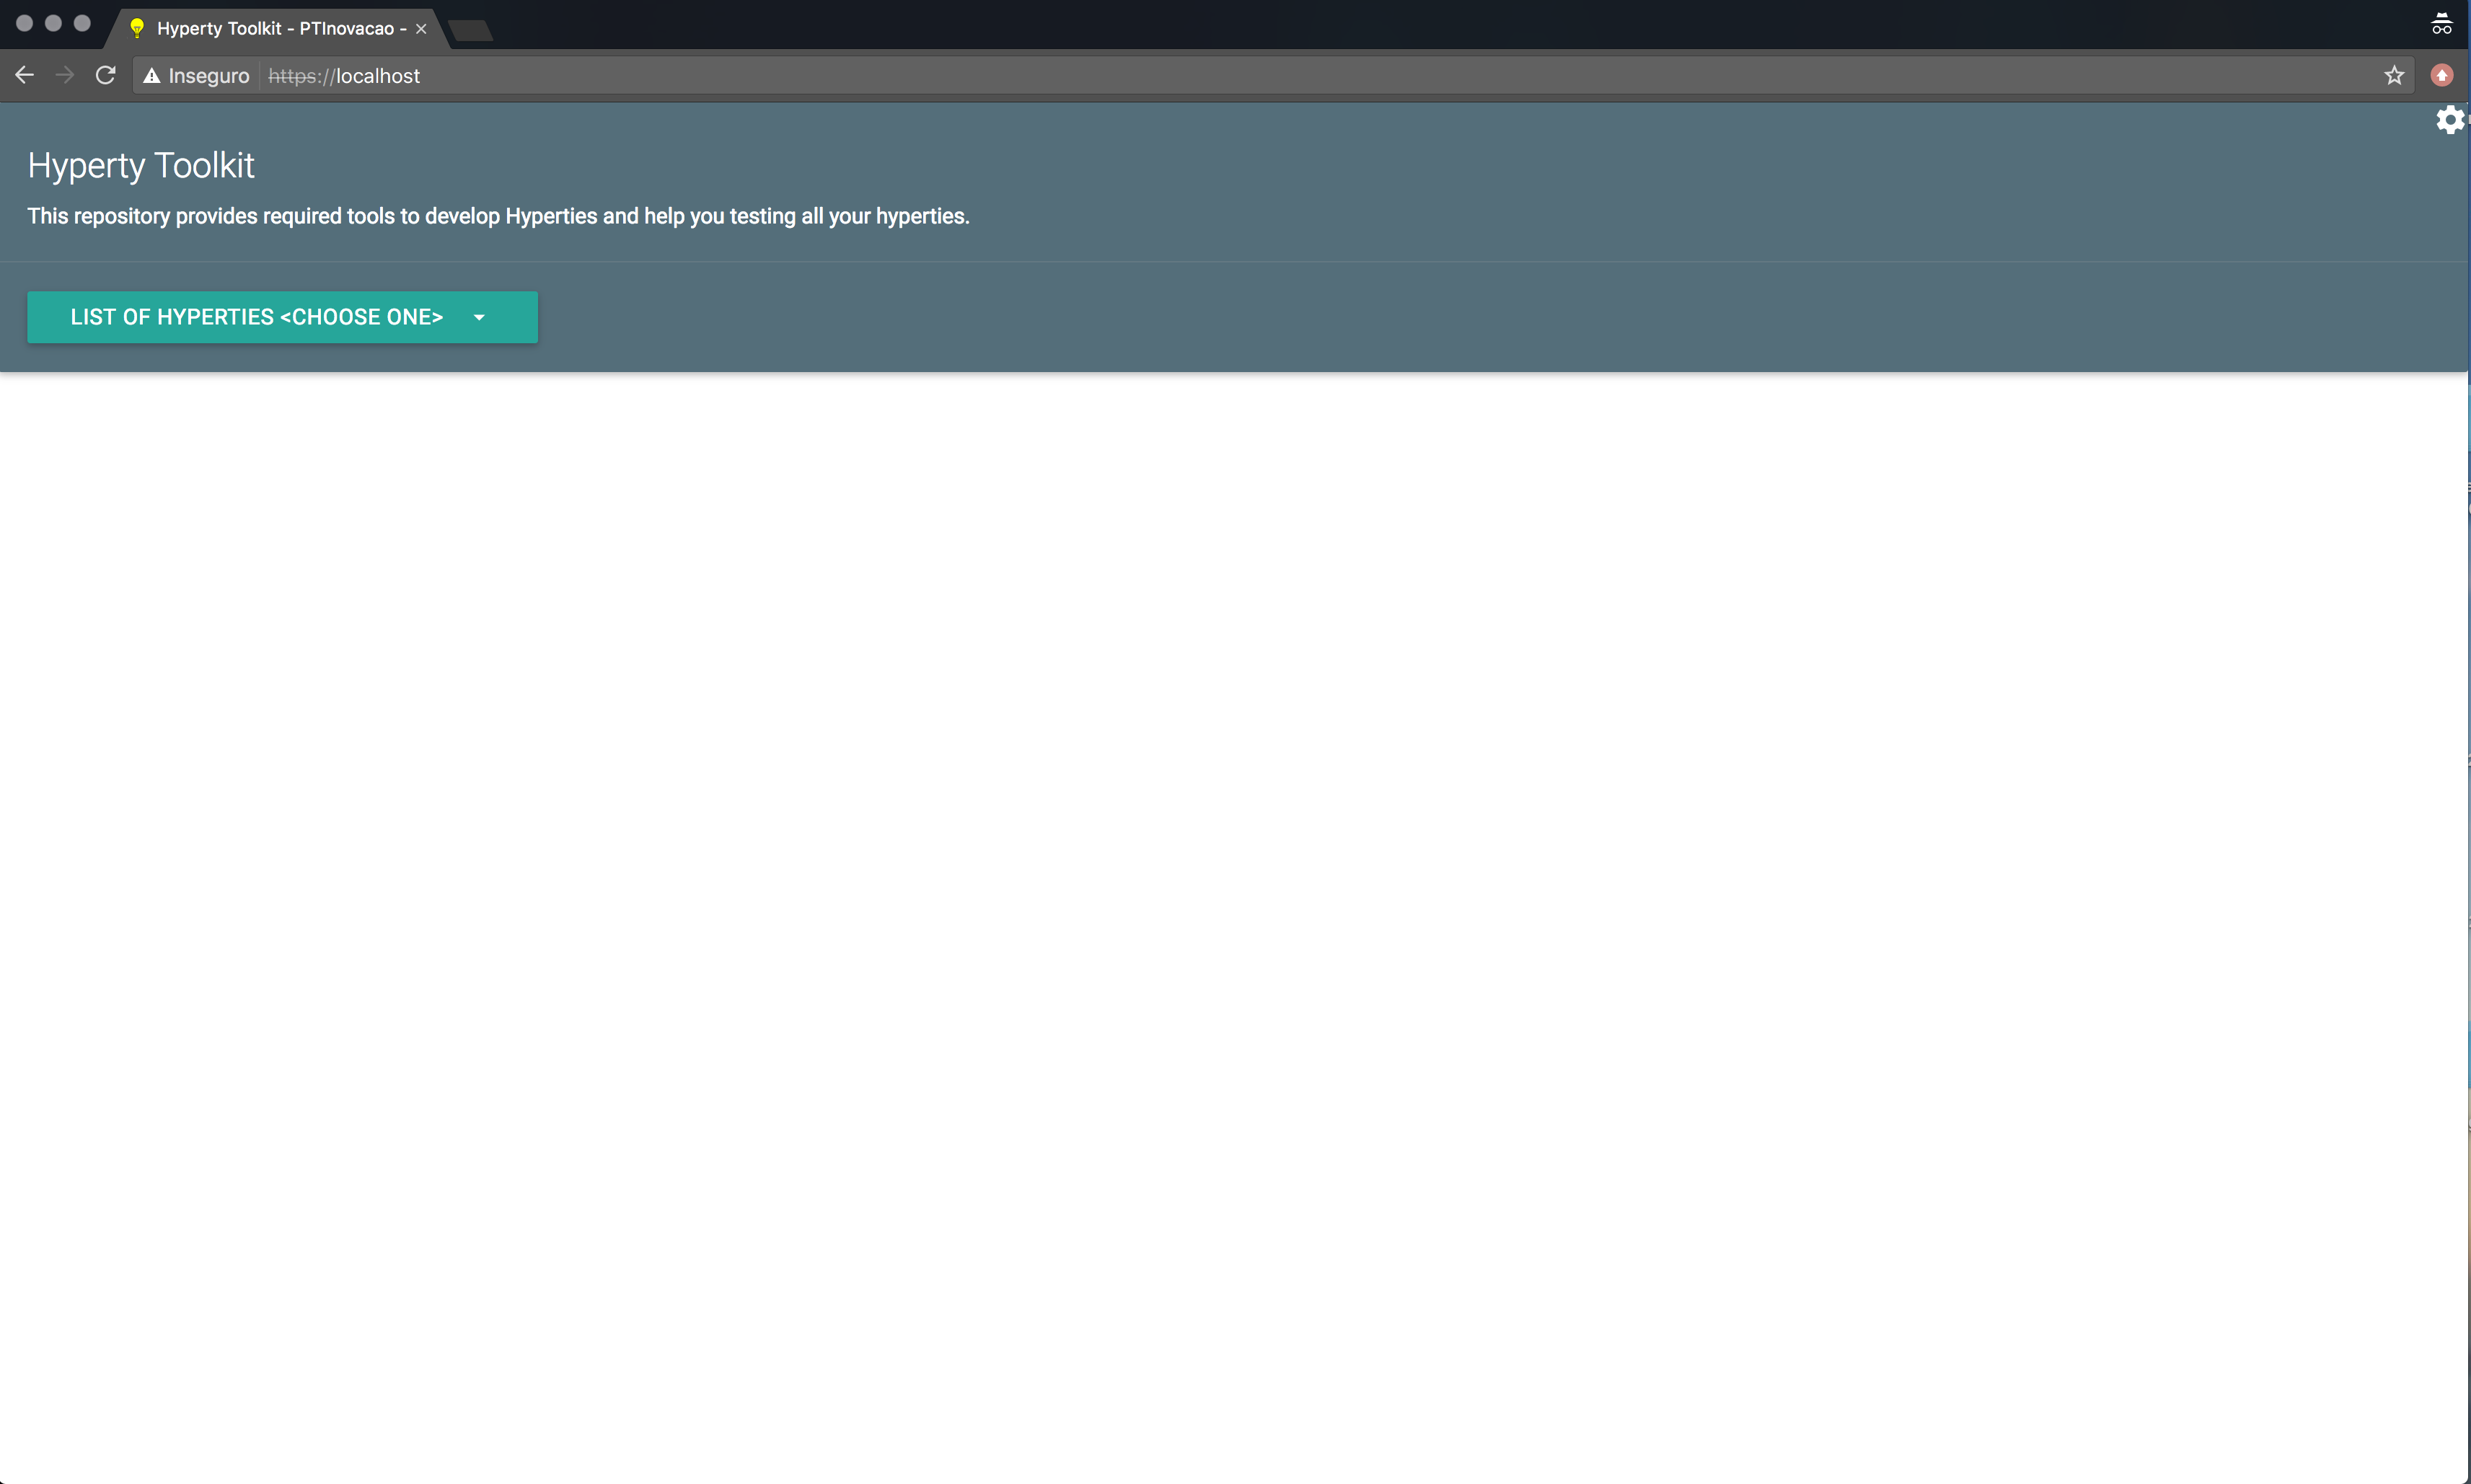 Hyperty Toolkit - PTInovacao -
Inseguro https://localhost
Hyperty Toolkit
This repository provides required tools to develop Hyperties and help you testing all your hyperties.
LIST OF HYPERTIES <CHOOSE ONE>